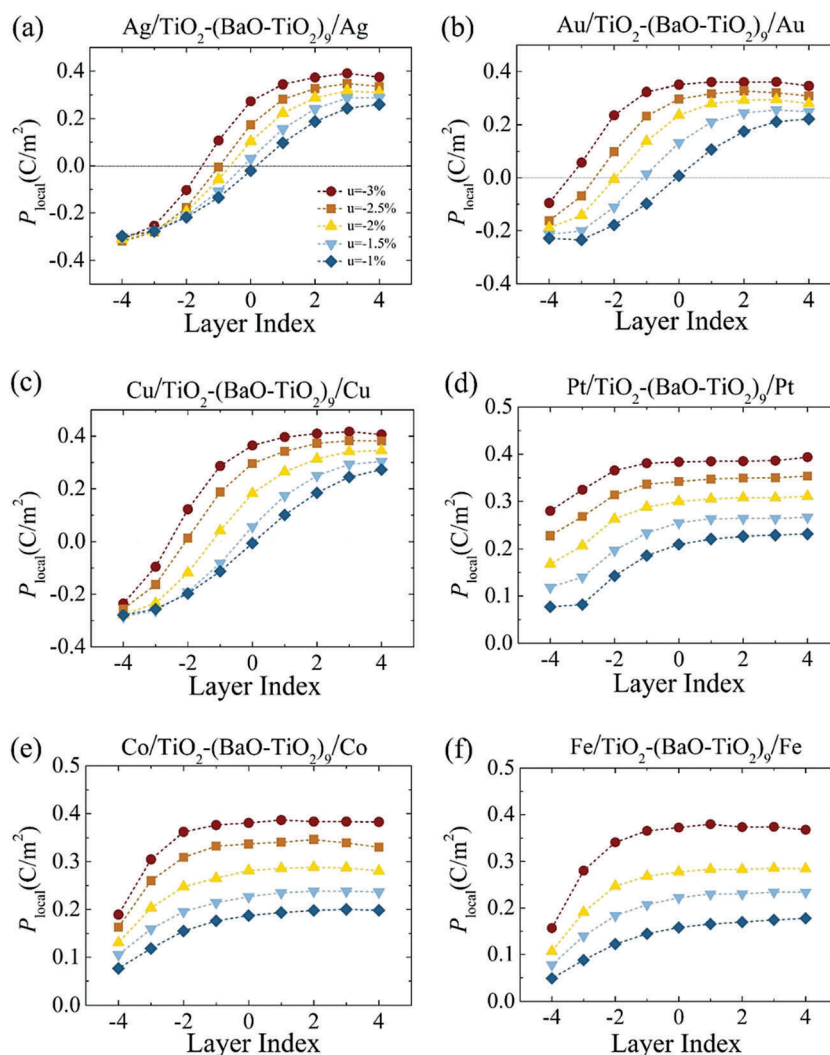 (a) Ag/TiO₂-(BaO-TiO₂)₉/Ag
P_local(C/m²)
0.4
0.2
0.0
-0.2
-0.4
u=-3%
u=-2.5%
u=-2%
u=-1.5%
u=-1%
-4 -2 0 2 4
Layer Index
(b) Au/TiO₂-(BaO-TiO₂)₉/Au
P_local(C/m²)
0.4
0.2
0.0
-0.2
-0.4
-4 -2 0 2 4
Layer Index
(c) Cu/TiO₂-(BaO-TiO₂)₉/Cu
P_local(C/m²)
0.4
0.2
0.0
-0.2
-0.4
-4 -2 0 2 4
Layer Index
(d) Pt/TiO₂-(BaO-TiO₂)₉/Pt
P_local(C/m²)
0.5
0.4
0.3
0.2
0.1
0.0
-4 -2 0 2 4
Layer Index
(e) Co/TiO₂-(BaO-TiO₂)₉/Co
P_local(C/m²)
0.5
0.4
0.3
0.2
0.1
0.0
-4 -2 0 2 4
Layer Index
(f) Fe/TiO₂-(BaO-TiO₂)₉/Fe
P_local(C/m²)
0.5
0.4
0.3
0.2
0.1
0.0
-4 -2 0 2 4
Layer Index